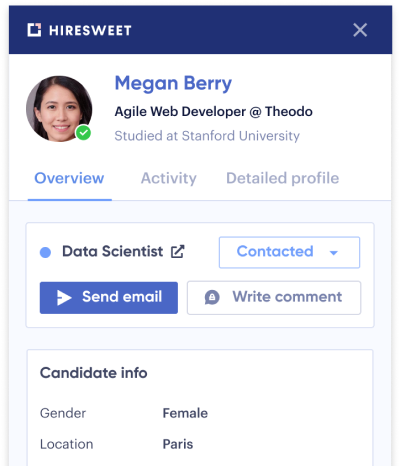 HIRESWEET
Megan Berry
Agile Web Developer @ Theodo
Studied at Stanford University
Overview Activity Detailed profile
Data Scientist Contacted
Send email Write comment
Candidate info
Gender Female
Location Paris